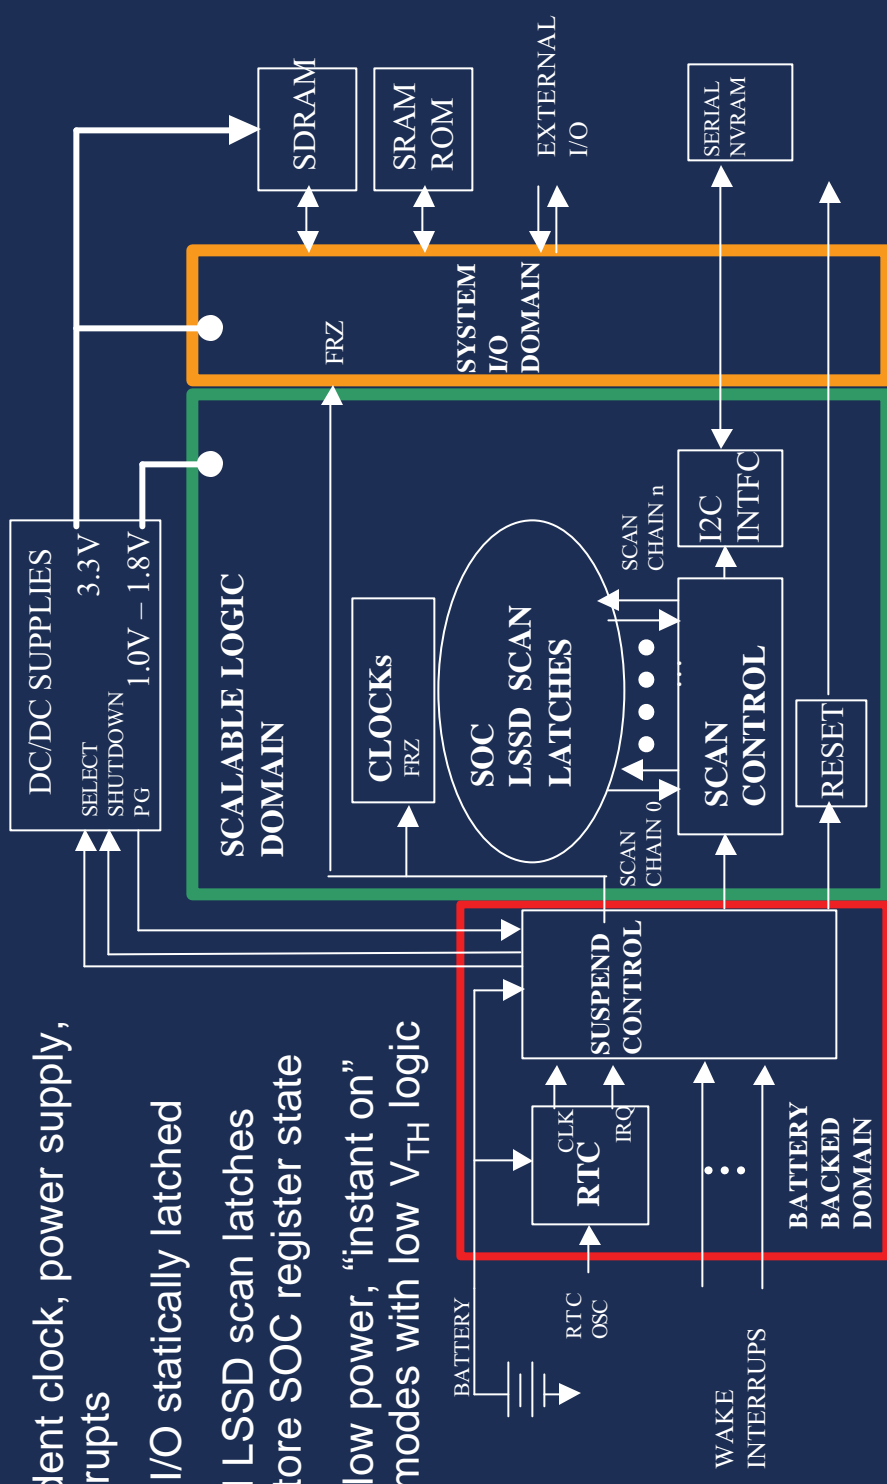 dent clock, power supply,
rupts
I/O statically latched
LSSD scan latches
tore SOC register state
low power, “instant on”
modes with low VTH logic
DC/DC SUPPLIES
SELECT
3.3V
SHUTDOWN
PG
1.0V – 1.8V
SDRAM
SRAM
ROM
EXTERNAL
I/O
SERIAL
NVRAM
SCALABLE LOGIC
DOMAIN
FRZ
SYSTEM
I/O
DOMAIN
CLOCKs
FRZ
SOC
LSSD SCAN
LATCHES
SCAN
CHAIN 0
SCAN
CHAIN n
...
SCAN
CONTROL
I2C
INTFC
RESET
BATTERY
RTC
OSC
CLK
RTC
IRQ
SUSPEND
CONTROL
...
WAKE
INTERRUPS
BATTERY
BACKED
DOMAIN